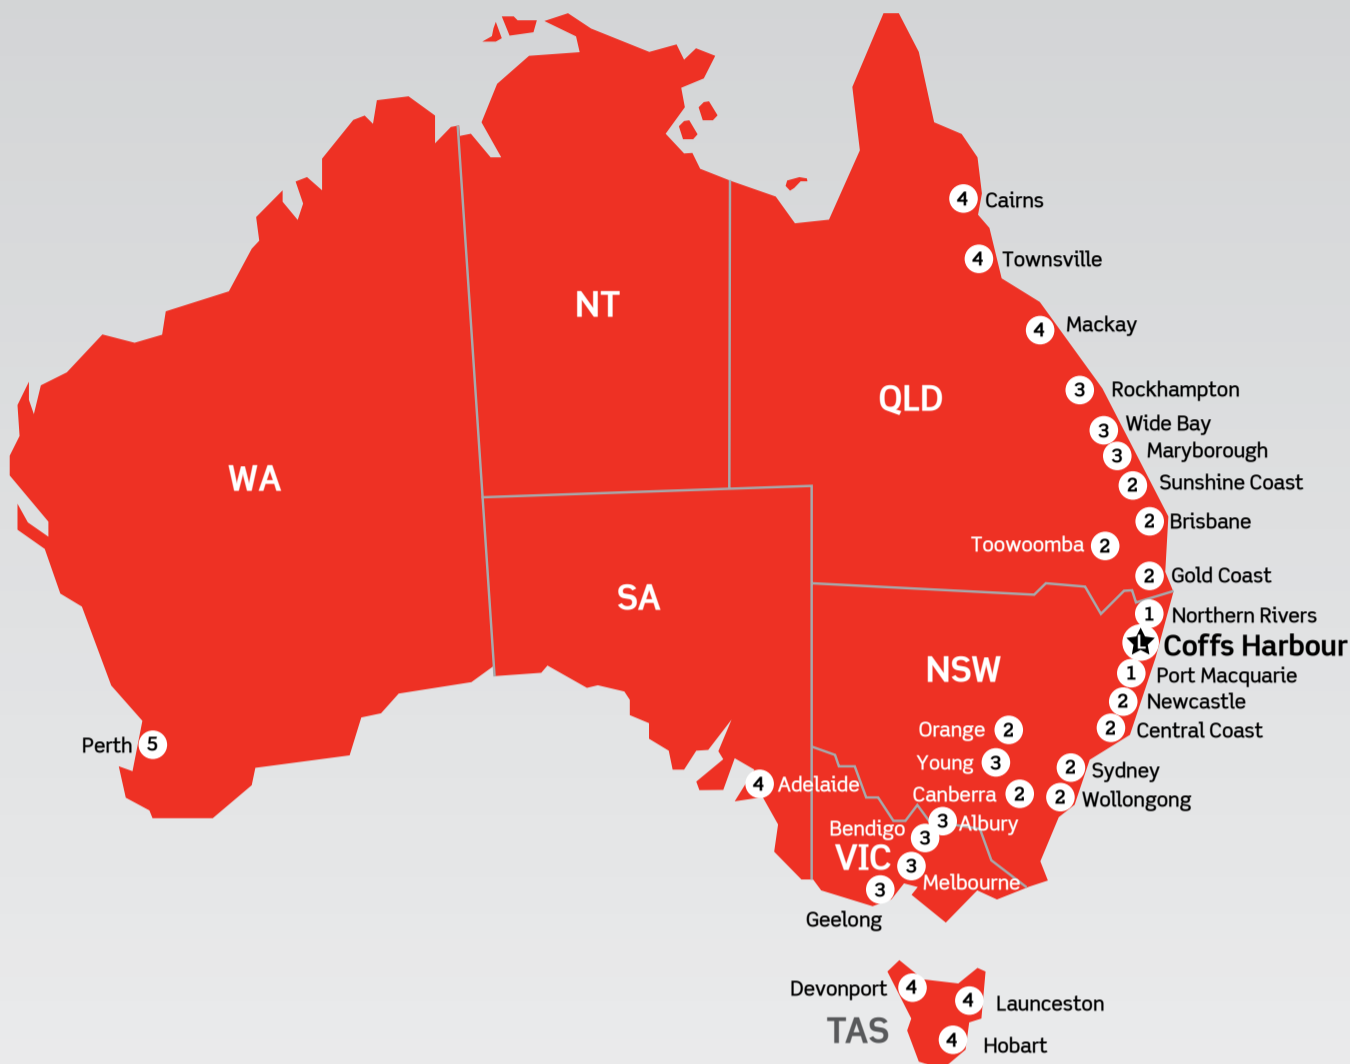 4 Cairns
4 Townsville
NT
4 Mackay
3 Rockhampton
QLD
3 Wide Bay
3 Maryborough
WA
2 Sunshine Coast
2 Brisbane
Toowoomba 2
2 Gold Coast
SA
1 Northern Rivers
L Coffs Harbour
NSW
1 Port Macquarie
2 Newcastle
Orange 2
2 Central Coast
Perth 5
Young 3
2 Sydney
4 Adelaide
Canberra 2
2 Wollongong
3 Albury
Bendigo 3
VIC
3 Melbourne
3
Geelong
Devonport 4
4 Launceston
TAS
4 Hobart